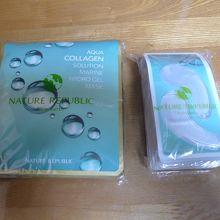 AQUA
COLLAGEN
SOLUTION
MARINE
HYDRO GEL
MASK
NATURE REPUBLIC
NATURE REPUBLIC
NATURE REPUBLIC